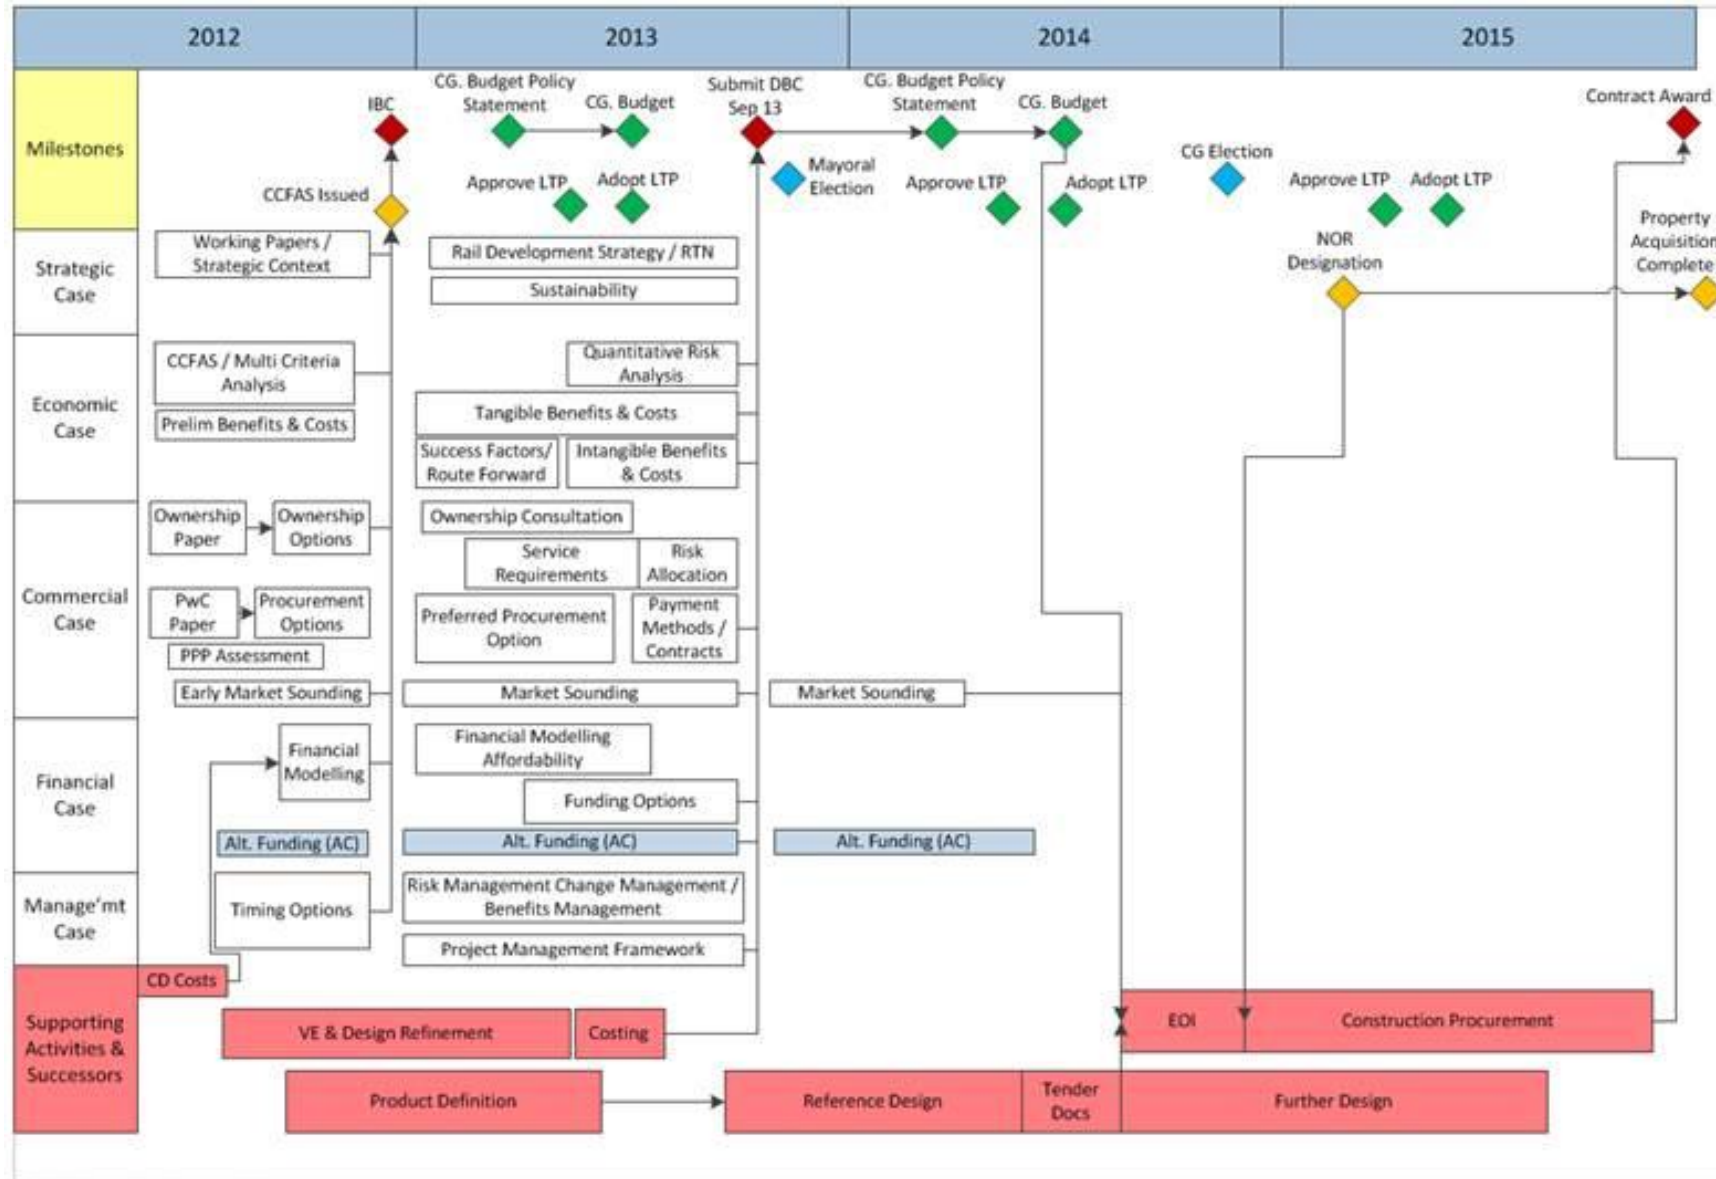 2012
2013
2014
2015
Milestones
IBC
CCFAS Issued
CG. Budget Policy
Statement
CG. Budget
Approve LTP
Adopt LTP
Submit DBC
Sep 13
Mayoral
Election
CG. Budget Policy
Statement
CG. Budget
Approve LTP
Adopt LTP
CG Election
Approve LTP
Adopt LTP
Contract Award
NOR
Designation
Property
Acquisition
Complete
Strategic
Case
Working Papers /
Strategic Context
Rail Development Strategy / RTN
Sustainability
Economic
Case
CCFAS / Multi Criteria
Analysis
Prelim Benefits & Costs
Quantitative Risk
Analysis
Tangible Benefits & Costs
Success Factors/
Route Forward
Intangible Benefits
& Costs
Commercial
Case
Ownership
Paper
Ownership
Options
PwC
Paper
Procurement
Options
PPP Assessment
Early Market Sounding
Ownership Consultation
Service
Requirements
Risk
Allocation
Preferred Procurement
Option
Payment
Methods /
Contracts
Market Sounding
Market Sounding
Financial
Case
Financial
Modelling
Financial Modelling
Affordability
Funding Options
Alt. Funding (AC)
Alt. Funding (AC)
Alt. Funding (AC)
Manage'mt
Case
Timing Options
Risk Management Change Management /
Benefits Management
Project Management Framework
Supporting
Activities &
Successors
CD Costs
VE & Design Refinement
Costing
EOI
Construction Procurement
Product Definition
Reference Design
Tender
Docs
Further Design